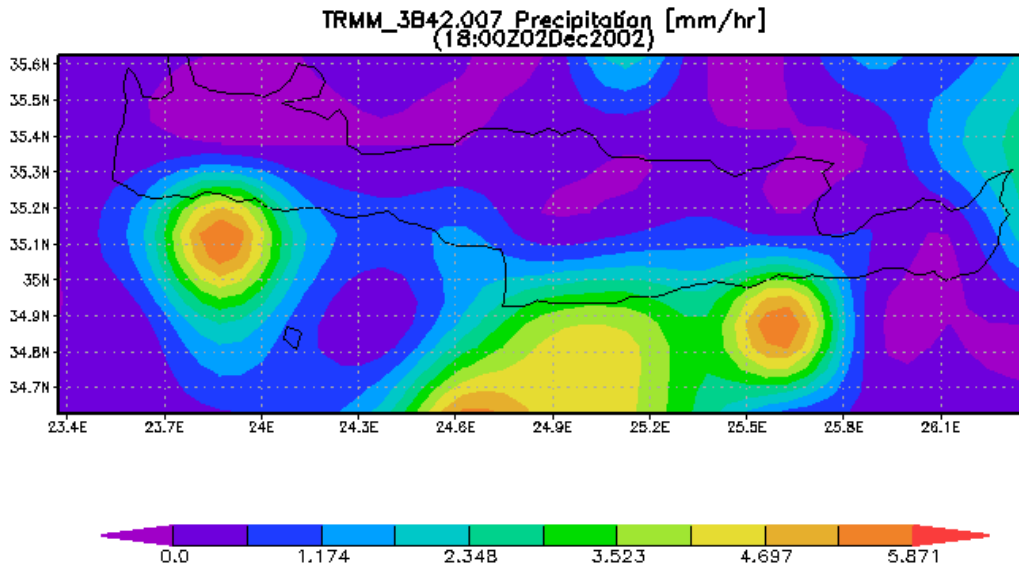 TRMM_3B42.007 Precipitation [mm/hr]
(18:00Z02Dec2002)
35.6N
35.5N
35.4N
35.3N
35.2N
35.1N
35N
34.9N
34.8N
34.7N
23.4E 23.7E 24E 24.3E 24.6E 24.9E 25.2E 25.5E 25.8E 26.1E
0.0 1.174 2.348 3.523 4.697 5.871